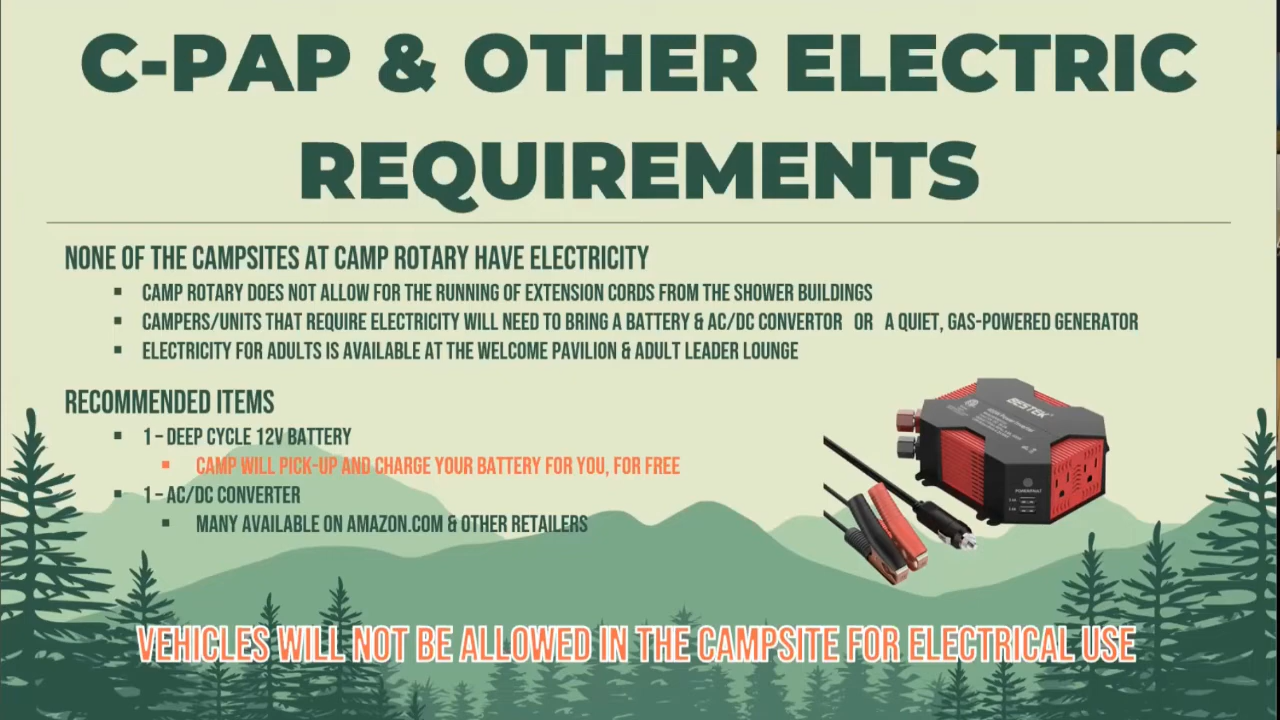 C-PAP & OTHER ELECTRIC
REQUIREMENTS
NONE OF THE CAMPSITES AT CAMP ROTARY HAVE ELECTRICITY
▪ CAMP ROTARY DOES NOT ALLOW FOR THE RUNNING OF EXTENSION CORDS FROM THE SHOWER BUILDINGS
▪ CAMPERS/UNITS THAT REQUIRE ELECTRICITY WILL NEED TO BRING A BATTERY & AC/DC CONVERTOR OR A QUIET, GAS-POWERED GENERATOR
▪ ELECTRICITY FOR ADULTS IS AVAILABLE AT THE WELCOME PAVILION & ADULT LEADER LOUNGE
RECOMMENDED ITEMS
▪ 1 – DEEP CYCLE 12V BATTERY
▪ CAMP WILL PICK-UP AND CHARGE YOUR BATTERY FOR YOU, FOR FREE
▪ 1 – AC/DC CONVERTER
▪ MANY AVAILABLE ON AMAZON.COM & OTHER RETAILERS
BESTEK
VEHICLES WILL NOT BE ALLOWED IN THE CAMPSITE FOR ELECTRICAL USE